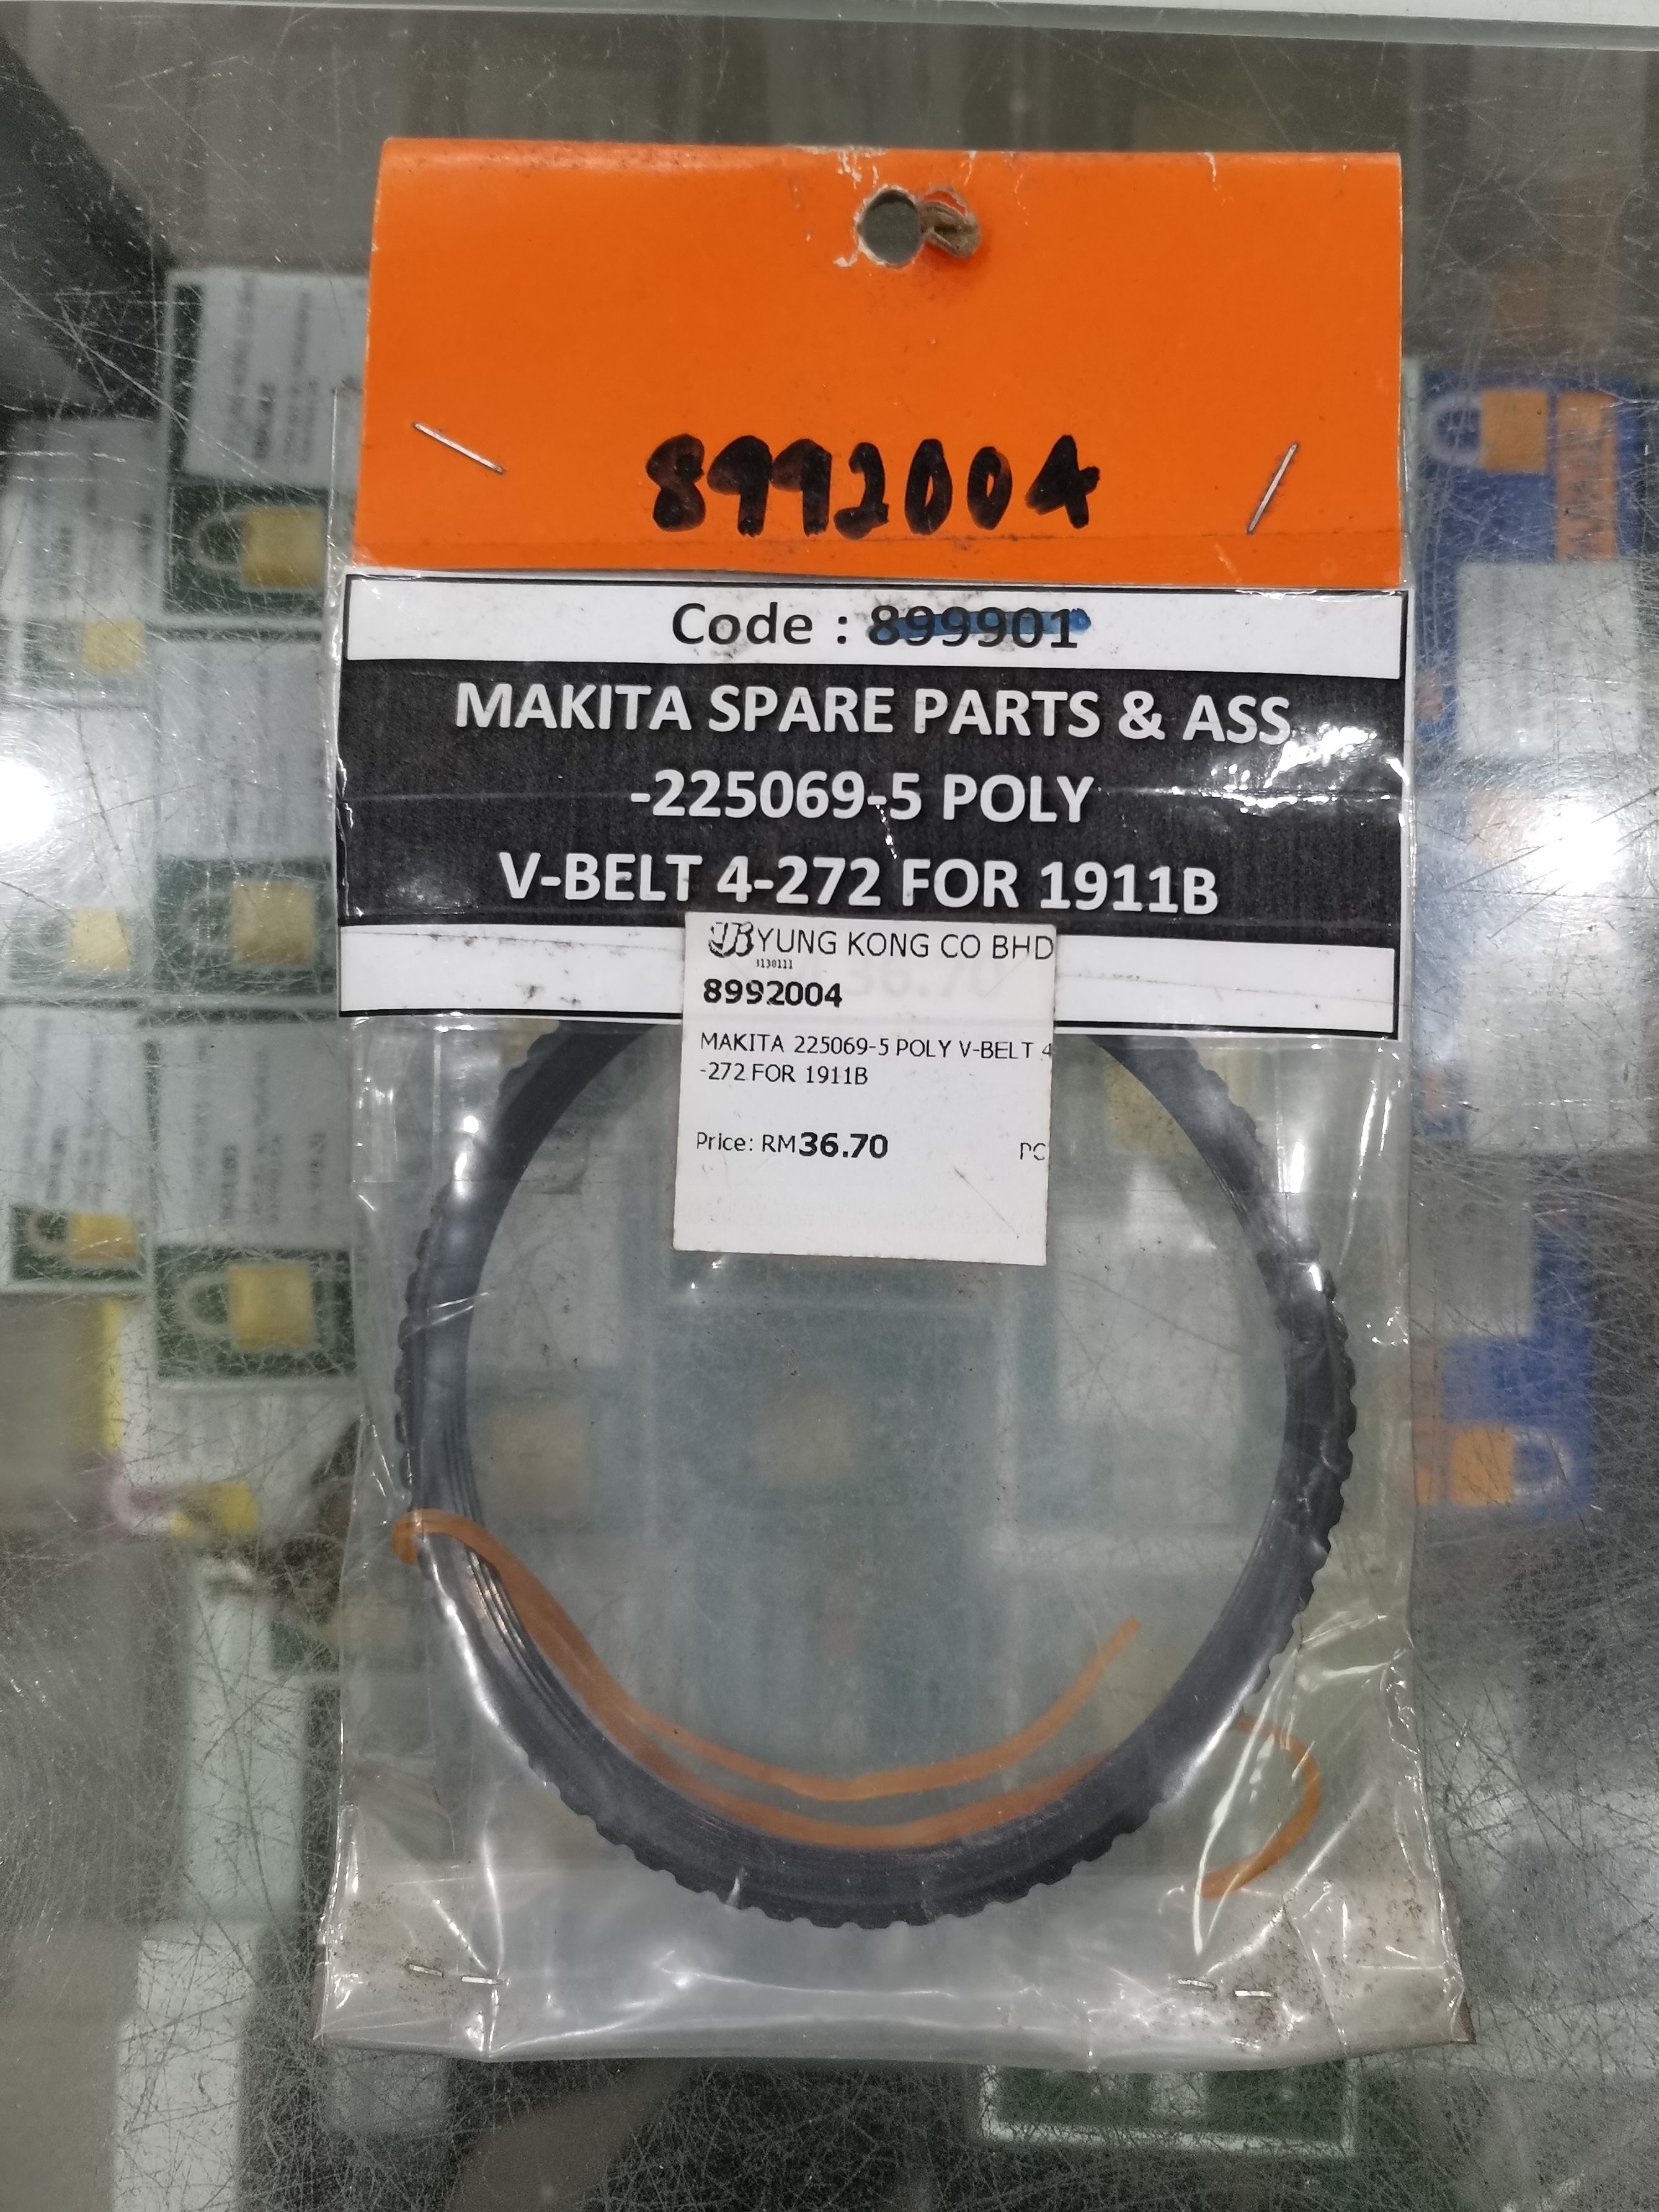 8992004
Code : 899901
MAKITA SPARE PARTS & ASS
-225069-5 POLY
V-BELT 4-272 FOR 1911B
YUNG KONG CO BHD
3130111
8992004
MAKITA 225069-5 POLY V-BELT 4
-272 FOR 1911B
Price: RM36.70 PC